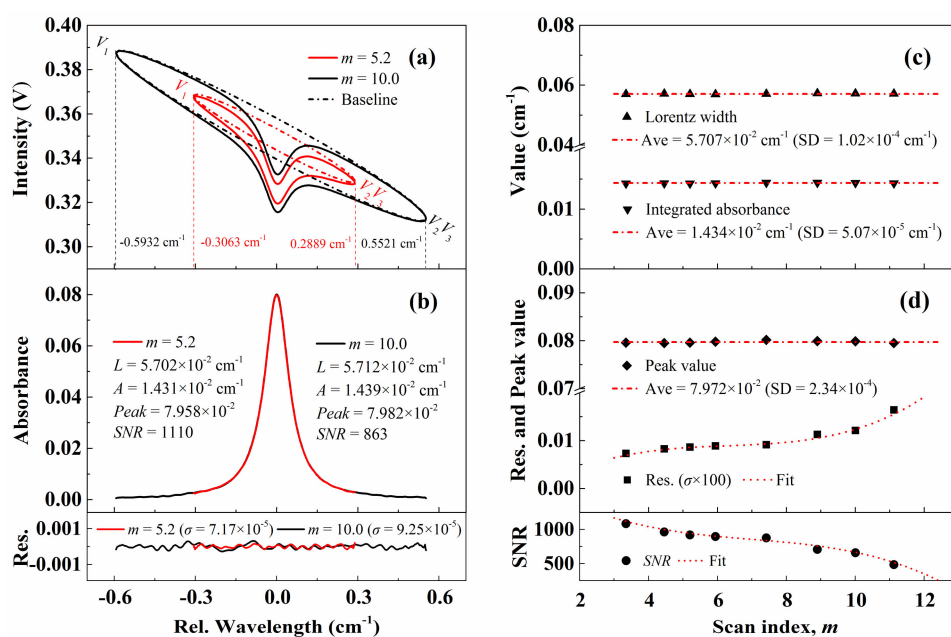 0.40
0.38
0.36
0.34
0.32
0.30
Intensity (V)
V1
V1
(a)
m = 5.2
m = 10.0
Baseline
V2 V3
V2 V3
-0.5932 cm⁻¹
-0.3063 cm⁻¹
0.2889 cm⁻¹
0.5521 cm⁻¹
0.08
0.06
0.04
0.02
0.00
Absorbance
(b)
m = 5.2
L = 5.702×10⁻² cm⁻¹
A = 1.431×10⁻² cm⁻¹
Peak = 7.958×10⁻²
SNR = 1110
m = 10.0
L = 5.712×10⁻² cm⁻¹
A = 1.439×10⁻² cm⁻¹
Peak = 7.982×10⁻²
SNR = 863
0.001
-0.001
Res.
m = 5.2 (σ = 7.17×10⁻⁵)
m = 10.0 (σ = 9.25×10⁻⁵)
-0.6
-0.3
0.0
0.3
0.6
Rel. Wavelength (cm⁻¹)
0.08
0.06
0.04
0.01
0.00
Value (cm⁻¹)
(c)
Lorentz width
Ave = 5.707×10⁻² cm⁻¹ (SD = 1.02×10⁻⁴ cm⁻¹)
Integrated absorbance
Ave = 1.434×10⁻² cm⁻¹ (SD = 5.07×10⁻⁵ cm⁻¹)
0.09
0.08
0.07
0.01
0.00
Res. and Peak value
(d)
Peak value
Ave = 7.972×10⁻² (SD = 2.34×10⁻⁴)
Res. (σ×100)
Fit
1000
500
SNR
SNR
Fit
2
4
6
8
10
12
Scan index, m